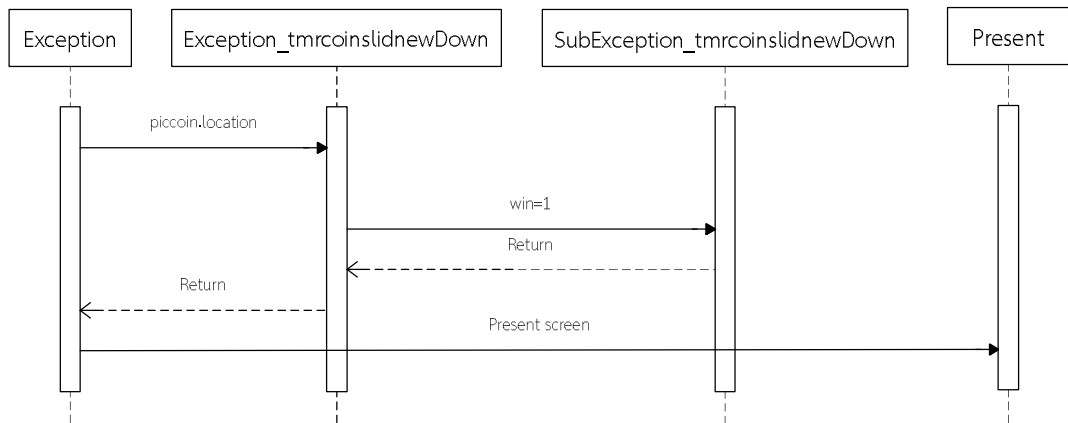 Exception
Exception_tmrcoinslidnewDown
SubException_tmrcoinslidnewDown
Present
piccoin.location
win=1
Return
Return
Present screen